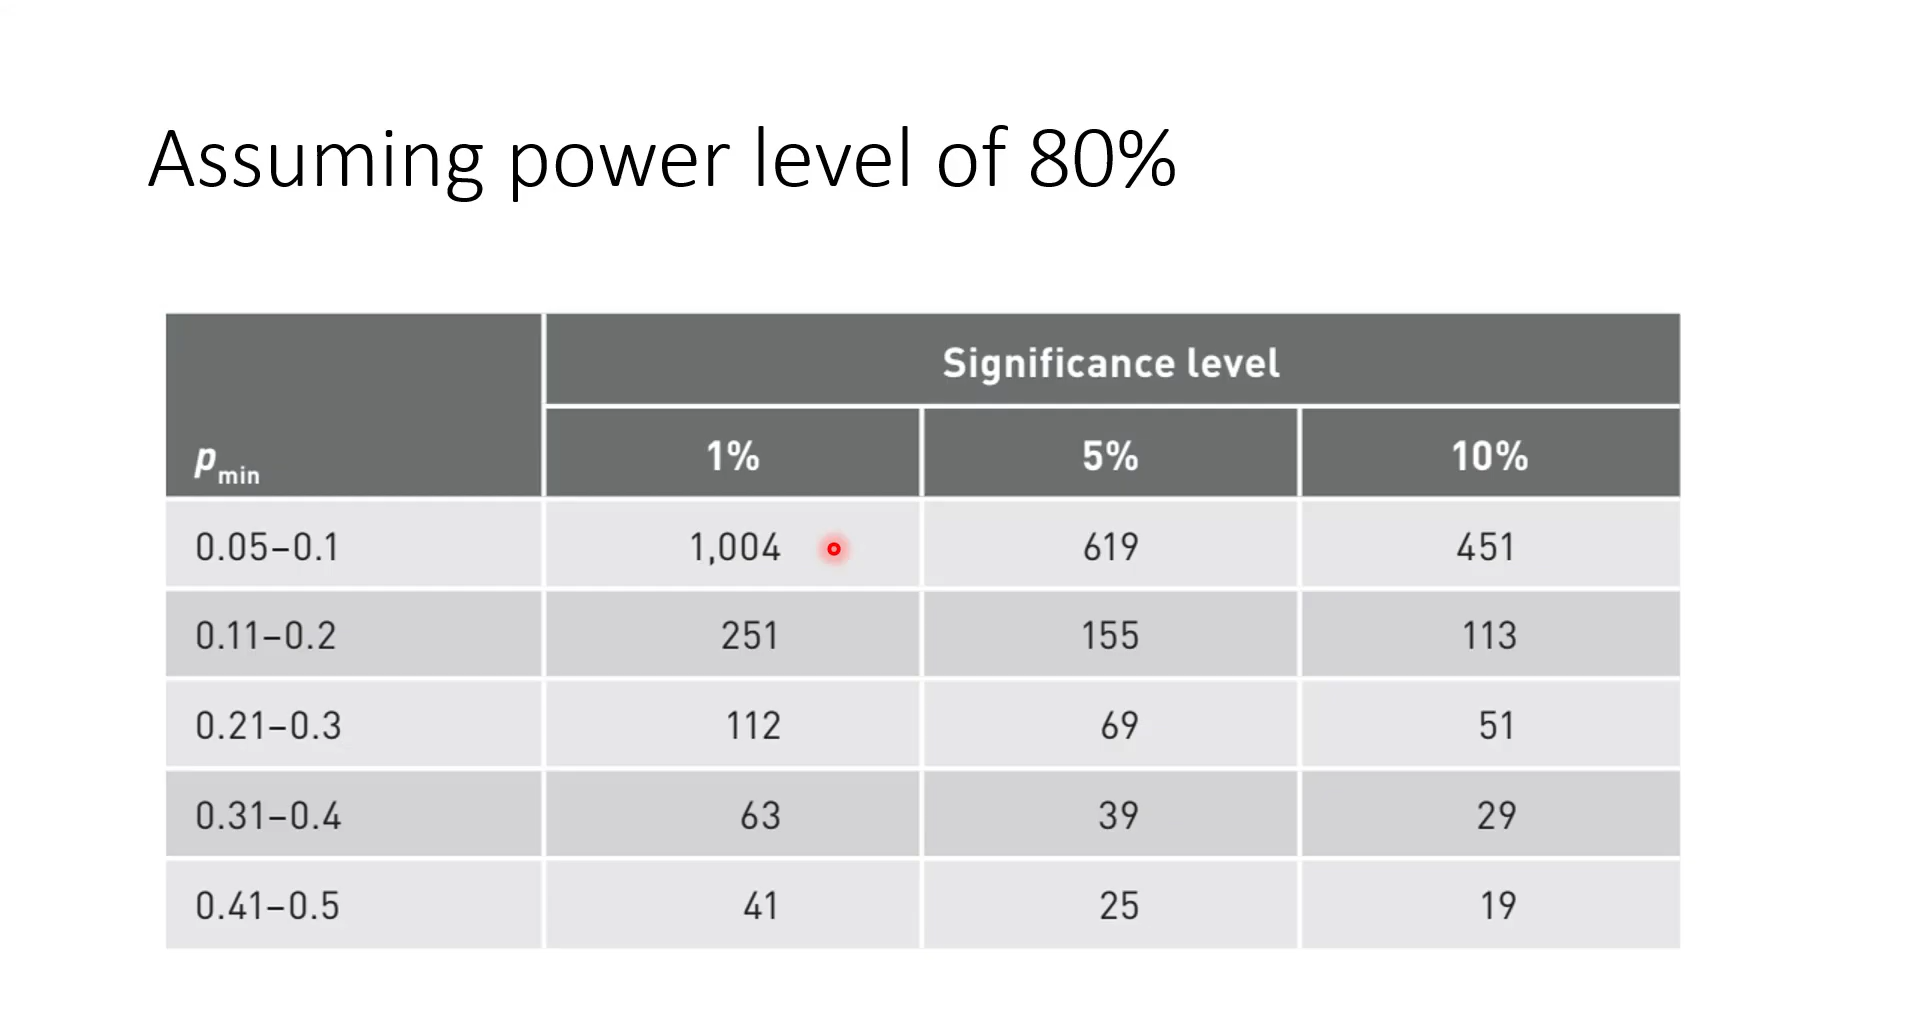 Assuming power level of 80%
Significance level
p min 1% 5% 10%
0.05–0.1 1,004 619 451
0.11–0.2 251 155 113
0.21–0.3 112 69 51
0.31–0.4 63 39 29
0.41–0.5 41 25 19